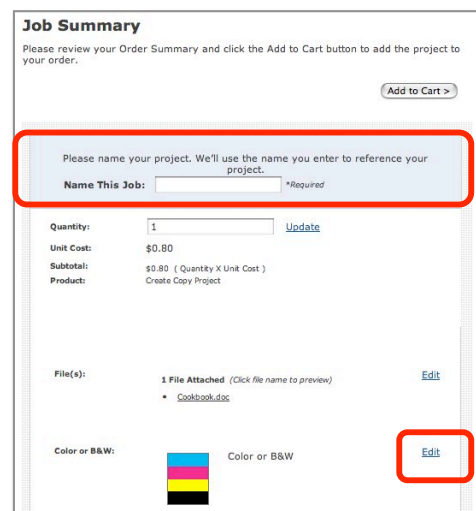 Job Summary
Please review your Order Summary and click the Add to Cart button to add the project to
your order.
Add to Cart >
Please name your project. We'll use the name you enter to reference your
project.
Name This Job: *Required
Quantity: 1 Update
Unit Cost: $0.80
Subtotal: $0.80 ( Quantity X Unit Cost )
Product: Create Copy Project
File(s): 1 File Attached (Click file name to preview) Edit
• Cookbook.doc
Color or B&W: Color or B&W Edit